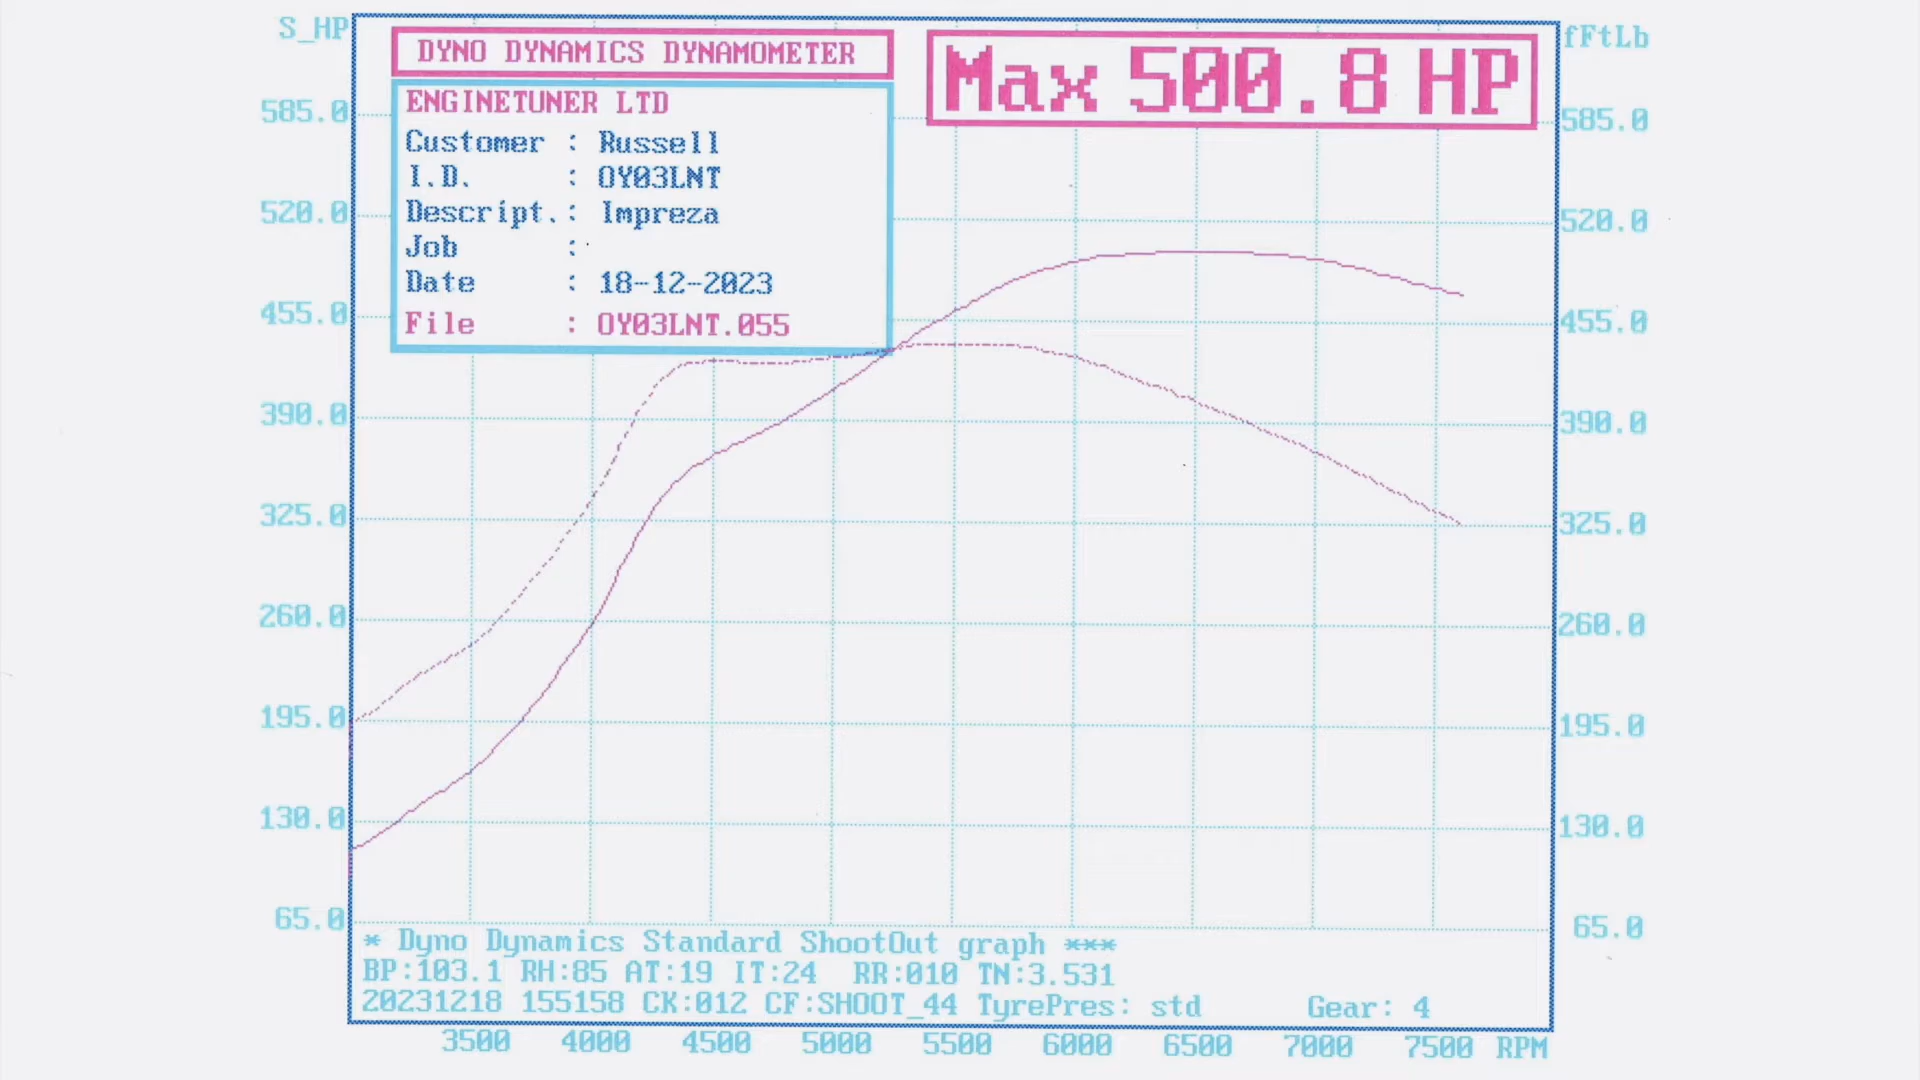 S_HP
fFtLb
DYNO DYNAMICS DYNAMOMETER
Max 500.8 HP
ENGINETUNER LTD
Customer : Russell
I.D. : OY03LNT
Descript.: Impreza
Job :
Date : 18-12-2023
File : OY03LNT.055
585.0
520.0
455.0
390.0
325.0
260.0
195.0
130.0
65.0
585.0
520.0
455.0
390.0
325.0
260.0
195.0
130.0
65.0
* Dyno Dynamics Standard ShootOut graph ***
BP:103.1 RH:85 AT:19 IT:24 RR:010 TN:3.531
20231218 155158 CK:012 CF:SHOOT_44 TyrePres: std Gear: 4
3500 4000 4500 5000 5500 6000 6500 7000 7500 RPM